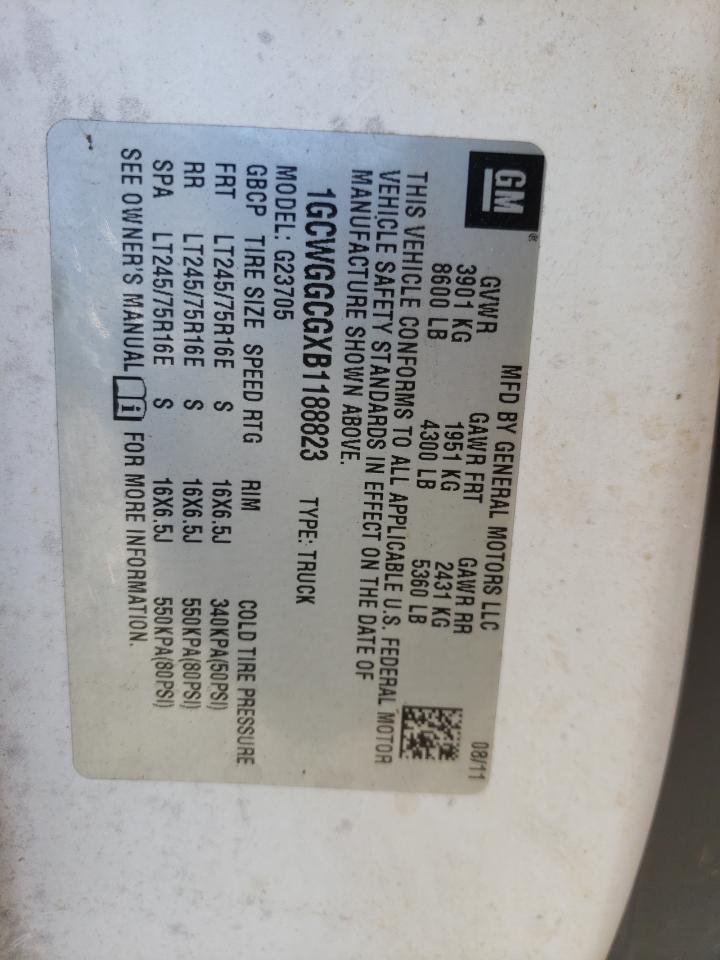 GM®
MFD BY GENERAL MOTORS LLC 08/11
GVWR GAWR FRT GAWR RR
3901 KG 1951 KG 2431 KG
8600 LB 4300 LB 5360 LB
THIS VEHICLE CONFORMS TO ALL APPLICABLE U.S. FEDERAL MOTOR
VEHICLE SAFETY STANDARDS IN EFFECT ON THE DATE OF
MANUFACTURE SHOWN ABOVE.
1GCWGGCGXB1188823 TYPE: TRUCK
MODEL: G23705
GBCP TIRE SIZE SPEED RTG RIM COLD TIRE PRESSURE
FRT LT245/75R16E S 16X6.5J 340KPA(50PSI)
RR LT245/75R16E S 16X6.5J 550KPA(80PSI)
SPA LT245/75R16E S 16X6.5J 550KPA(80PSI)
SEE OWNER'S MANUAL i FOR MORE INFORMATION.